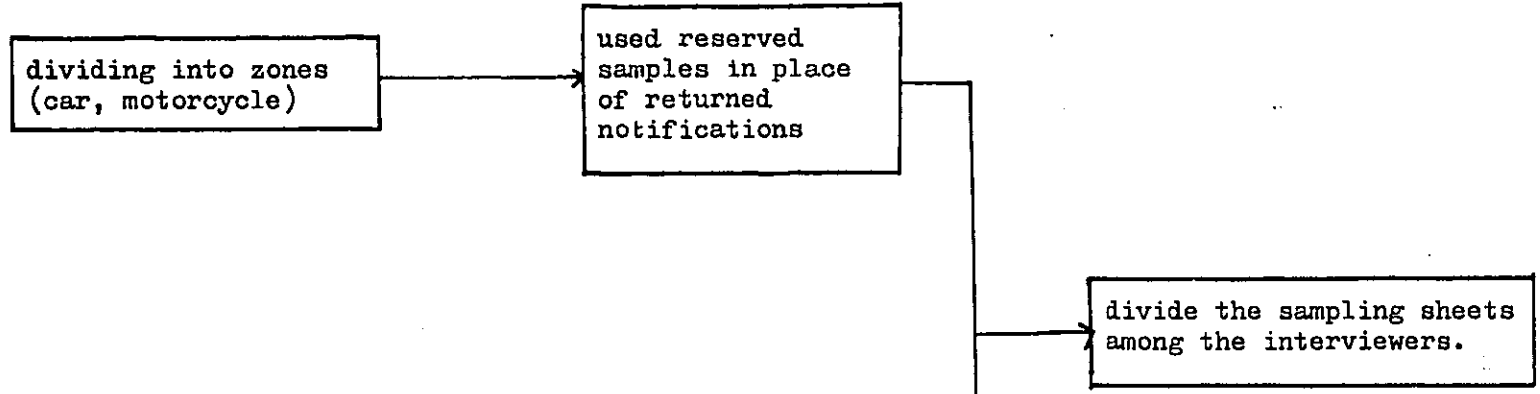 dividing into zones
(car, motorcycle)
used reserved
samples in place
of returned
notifications
divide the sampling sheets
among the interviewers.